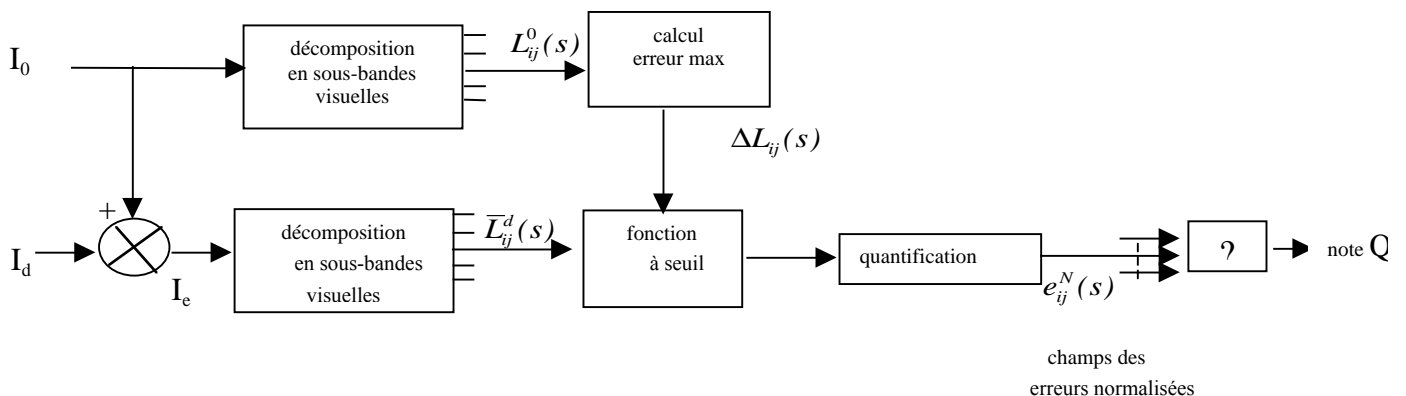 I₀
décomposition
en sous-bandes
visuelles
L⁰ᵢⱼ(s)
calcul
erreur max
ΔLᵢⱼ(s)
+
I_d
Iₑ
décomposition
en sous-bandes
visuelles
L̅ᵈᵢⱼ(s)
fonction
à seuil
quantification
eᴺᵢⱼ(s)
?
note Q
champs des
erreurs normalisées